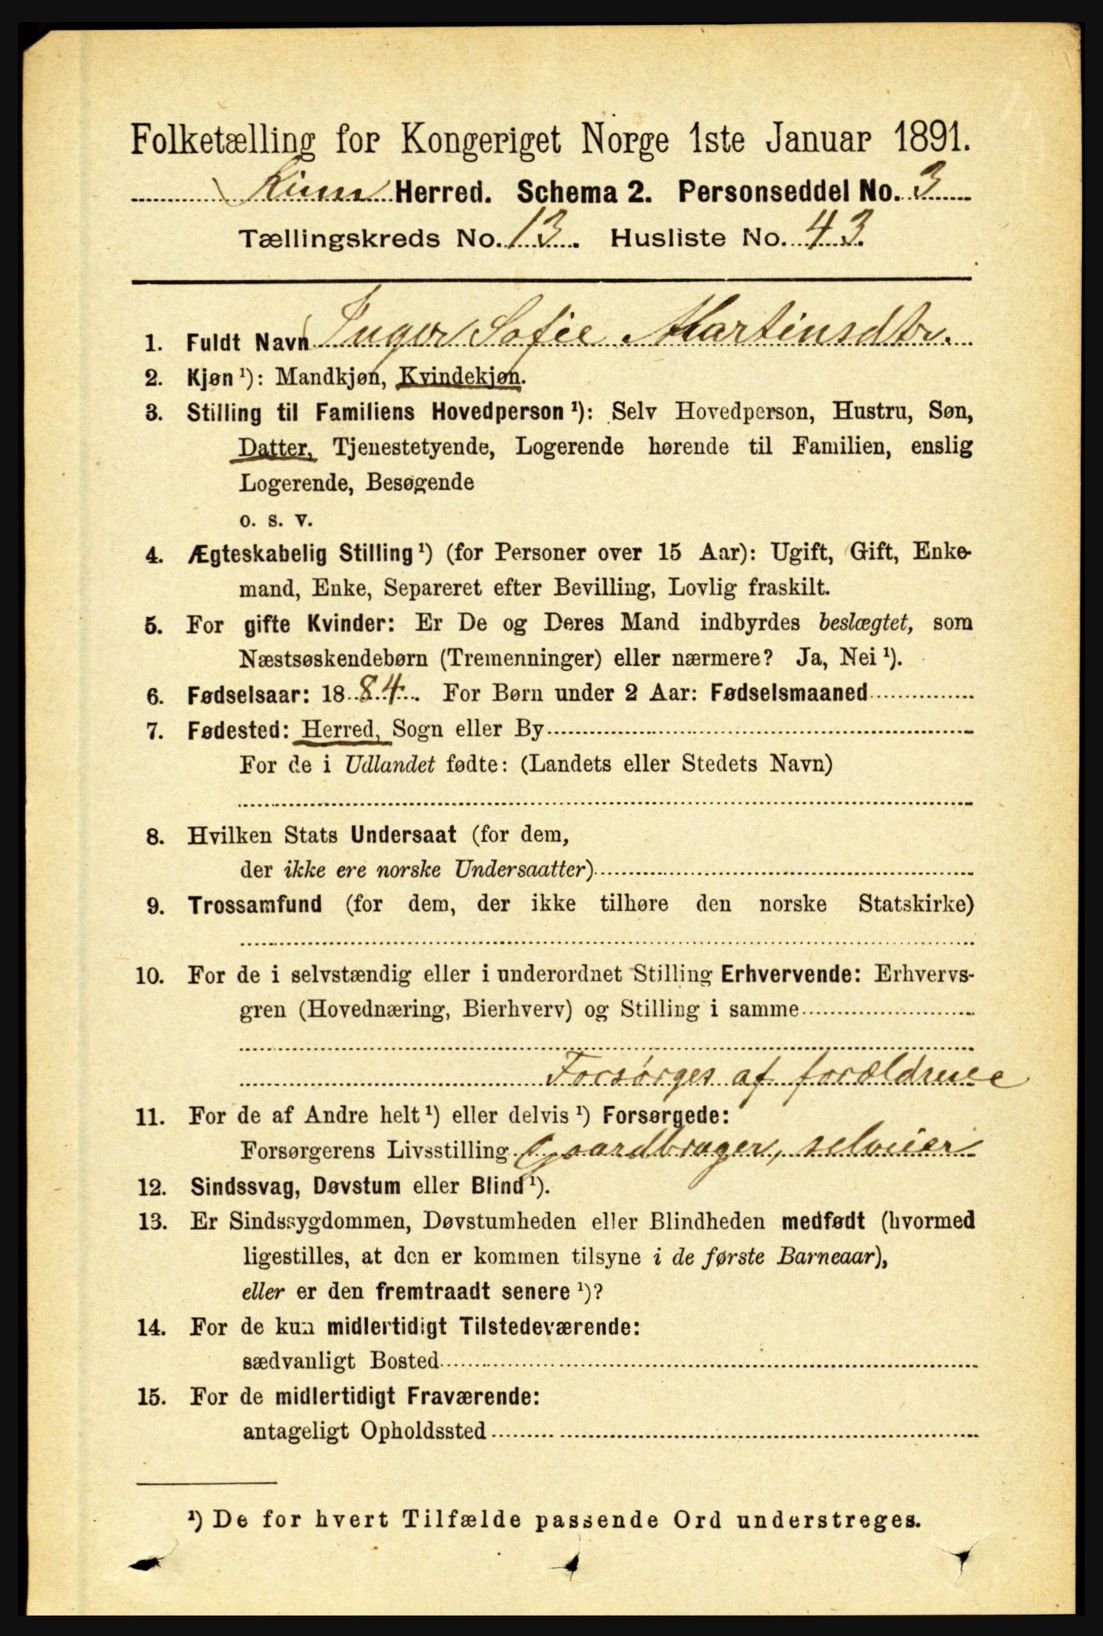 Folketælling for Kongeriget Norge 1ste Januar 1891.
Kinn Herred. Schema 2. Personseddel No. 3
Tællingskreds No. 13. Husliste No. 43.
1. Fuldt Navn Inger Sofie Martinsdtr.
2. Kjøn ¹): Mandkjøn, Kvindekjøn.
3. Stilling til Familiens Hovedperson ¹): Selv Hovedperson, Hustru, Søn,
Datter, Tjenestetyende, Logerende hørende til Familien, enslig
Logerende, Besøgende
o. s. v.
4. Ægteskabelig Stilling ¹) (for Personer over 15 Aar): Ugift, Gift, Enke-
mand, Enke, Separeret efter Bevilling, Lovlig fraskilt.
5. For gifte Kvinder: Er De og Deres Mand indbyrdes beslægtet, som
Næstsøskendebørn (Tremenninger) eller nærmere? Ja, Nei ¹).
6. Fødselsaar: 1884. For Børn under 2 Aar: Fødselsmaaned
7. Fødested: Herred, Sogn eller By
For de i Udlandet fødte: (Landets eller Stedets Navn)
8. Hvilken Stats Undersaat (for dem,
der ikke ere norske Undersaatter)
9. Trossamfund (for dem, der ikke tilhøre den norske Statskirke)
10. For de i selvstændig eller i underordnet Stilling Erhvervende: Erhvervs-
gren (Hovednæring, Bierhverv) og Stilling i samme
Forsørges af forældrene
11. For de af Andre helt ¹) eller delvis ¹) Forsørgede:
Forsørgerens Livsstilling Gaardbruger, selveier
12. Sindssvag, Døvstum eller Blind ¹).
13. Er Sindssygdommen, Døvstumheden eller Blindheden medfødt (hvormed
ligestilles, at den er kommen tilsyne i de første Barneaar),
eller er den fremtraadt senere ¹)?
14. For de kun midlertidigt Tilstedeværende:
sædvanligt Bosted
15. For de midlertidigt Fraværende:
antageligt Opholdssted
¹) De for hvert Tilfælde passende Ord understreges.